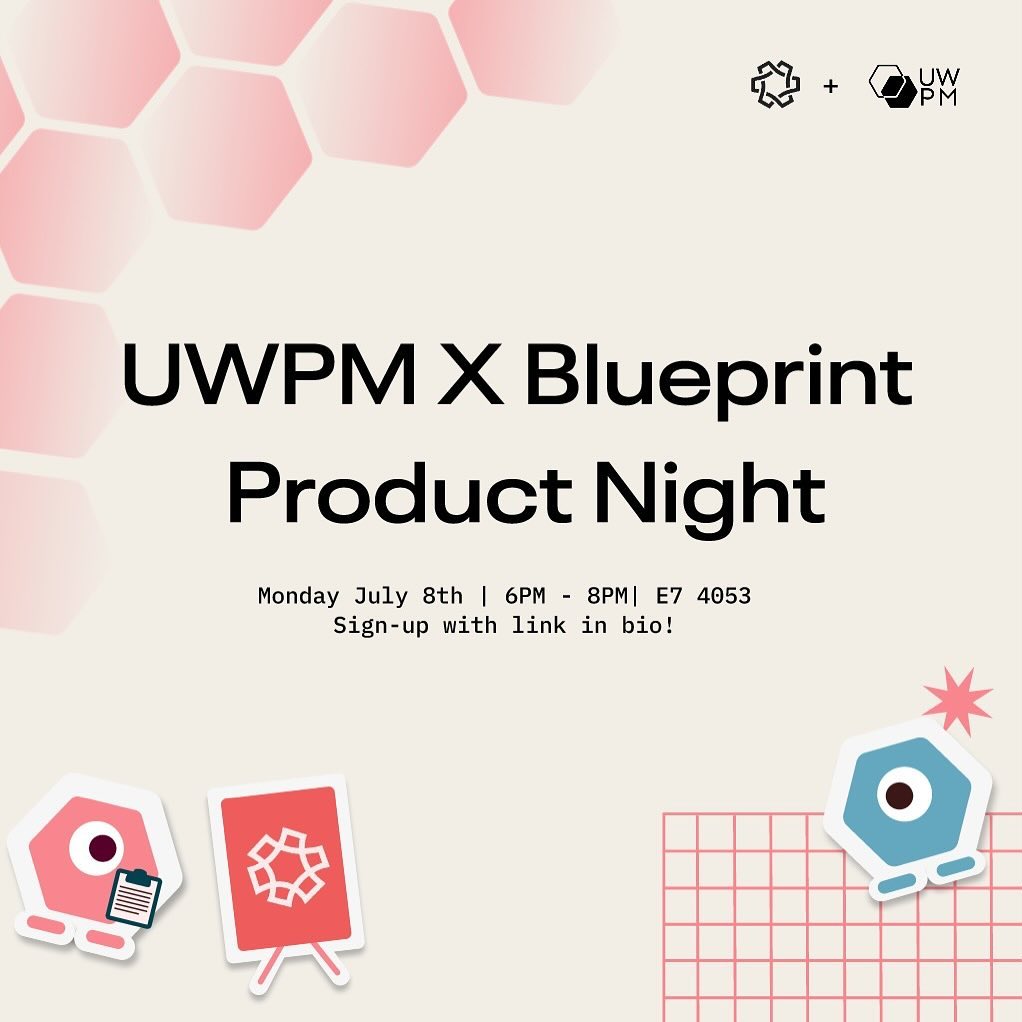 + UW
PM
UWPM X Blueprint
Product Night
Monday July 8th | 6PM - 8PM| E7 4053
Sign-up with link in bio!